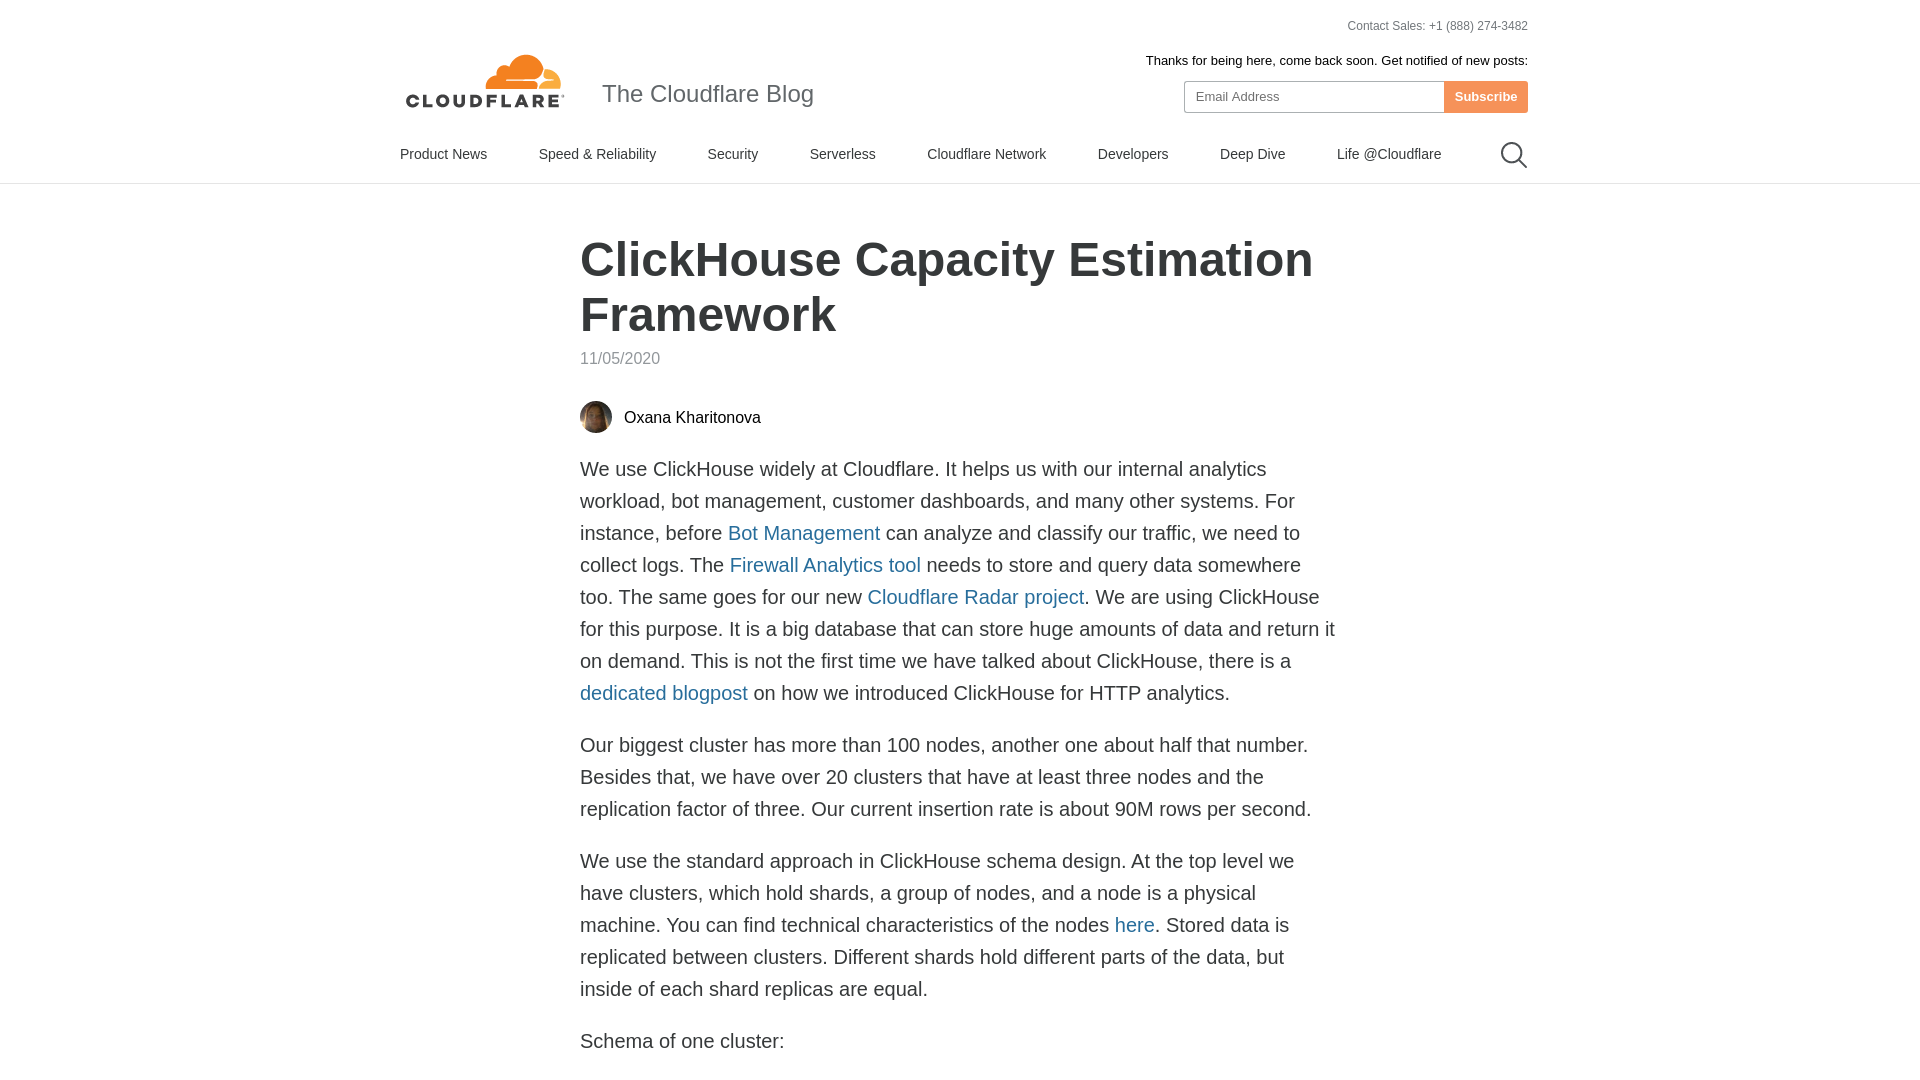 Contact Sales: +1 (888) 274-3482
Thanks for being here, come back soon. Get notified of new posts:
CLOUDFLARE®
The Cloudflare Blog
Email Address
Subscribe
Product News
Speed & Reliability
Security
Serverless
Cloudflare Network
Developers
Deep Dive
Life @Cloudflare
ClickHouse Capacity Estimation
Framework
11/05/2020
Oxana Kharitonova
We use ClickHouse widely at Cloudflare. It helps us with our internal analytics
workload, bot management, customer dashboards, and many other systems. For
instance, before Bot Management can analyze and classify our traffic, we need to
collect logs. The Firewall Analytics tool needs to store and query data somewhere
too. The same goes for our new Cloudflare Radar project. We are using ClickHouse
for this purpose. It is a big database that can store huge amounts of data and return it
on demand. This is not the first time we have talked about ClickHouse, there is a
dedicated blogpost on how we introduced ClickHouse for HTTP analytics.
Our biggest cluster has more than 100 nodes, another one about half that number.
Besides that, we have over 20 clusters that have at least three nodes and the
replication factor of three. Our current insertion rate is about 90M rows per second.
We use the standard approach in ClickHouse schema design. At the top level we
have clusters, which hold shards, a group of nodes, and a node is a physical
machine. You can find technical characteristics of the nodes here. Stored data is
replicated between clusters. Different shards hold different parts of the data, but
inside of each shard replicas are equal.
Schema of one cluster: